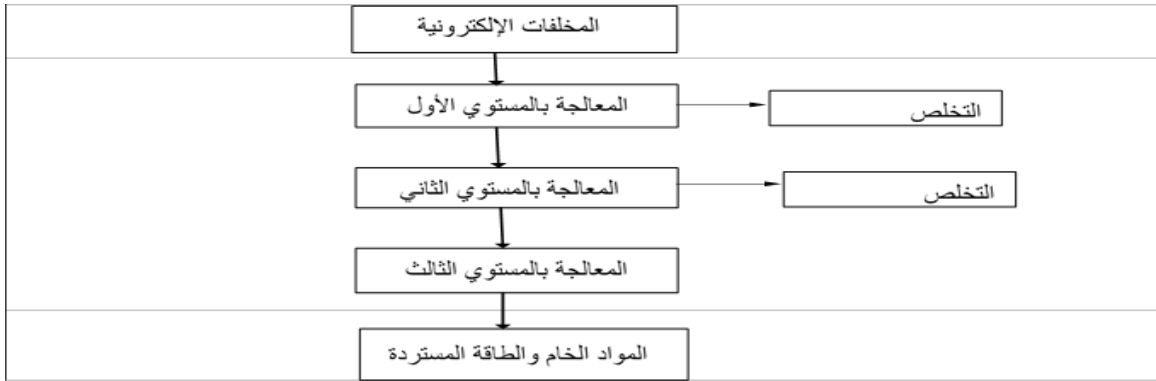 المخلفات الإلكترونية
المعالجة بالمستوي الأول
التخلص
المعالجة بالمستوي الثاني
التخلص
المعالجة بالمستوي الثالث
المواد الخام والطاقة المستردة